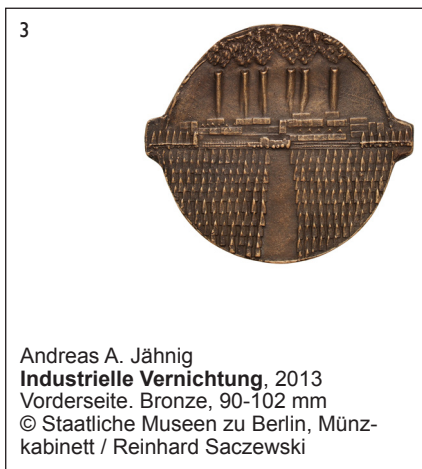 3
Andreas A. Jähnig
Industrielle Vernichtung, 2013
Vorderseite. Bronze, 90-102 mm
© Staatliche Museen zu Berlin, Münz-
kabinett / Reinhard Saczewski